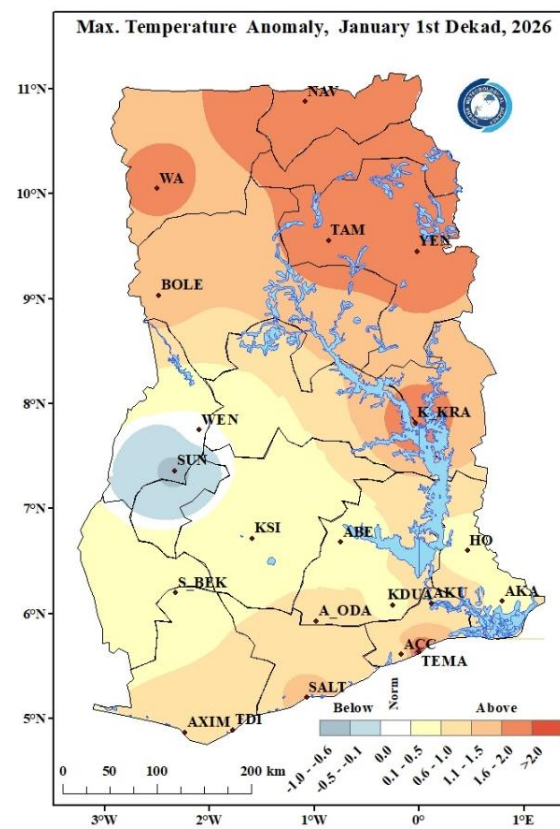 Max. Temperature Anomaly, January 1st Dekad, 2026
11°N
NAV
WA
10°N
TAM
YEN
BOLE
9°N
8°N
K_KRA
WEN
SUN
7°N
KSI
ABE
HO
S_BEK
KDUA
AKU
AKA
6°N
A_ODA
ACC
TEMA
SALT
Norm
Below
Above
5°N
AXIM
TDI
-1.0 - -0.6
-0.5 - -0.1
0.0
0.1 - 0.5
0.6 - 1.0
1.1 - 1.5
1.6 - 2.0
>2.0
0 50 100 200 km
3°W
2°W
1°W
0°
1°E